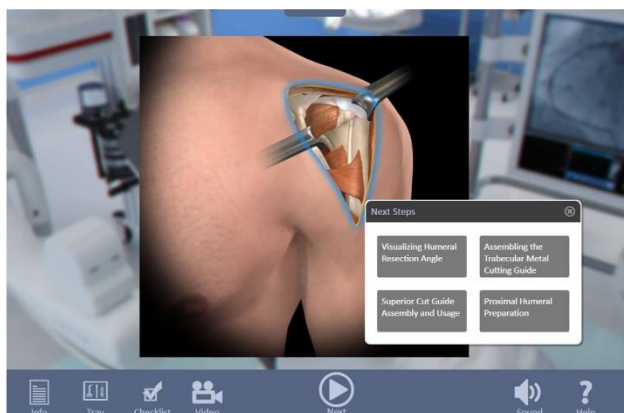 Next Steps
Visualizing Humeral
Resection Angle
Assembling the
Trabecular Metal
Cutting Guide
Superior Cut Guide
Assembly and Usage
Proximal Humeral
Preparation
Info
Tray
Checklist
Video
Next
Sound
Help